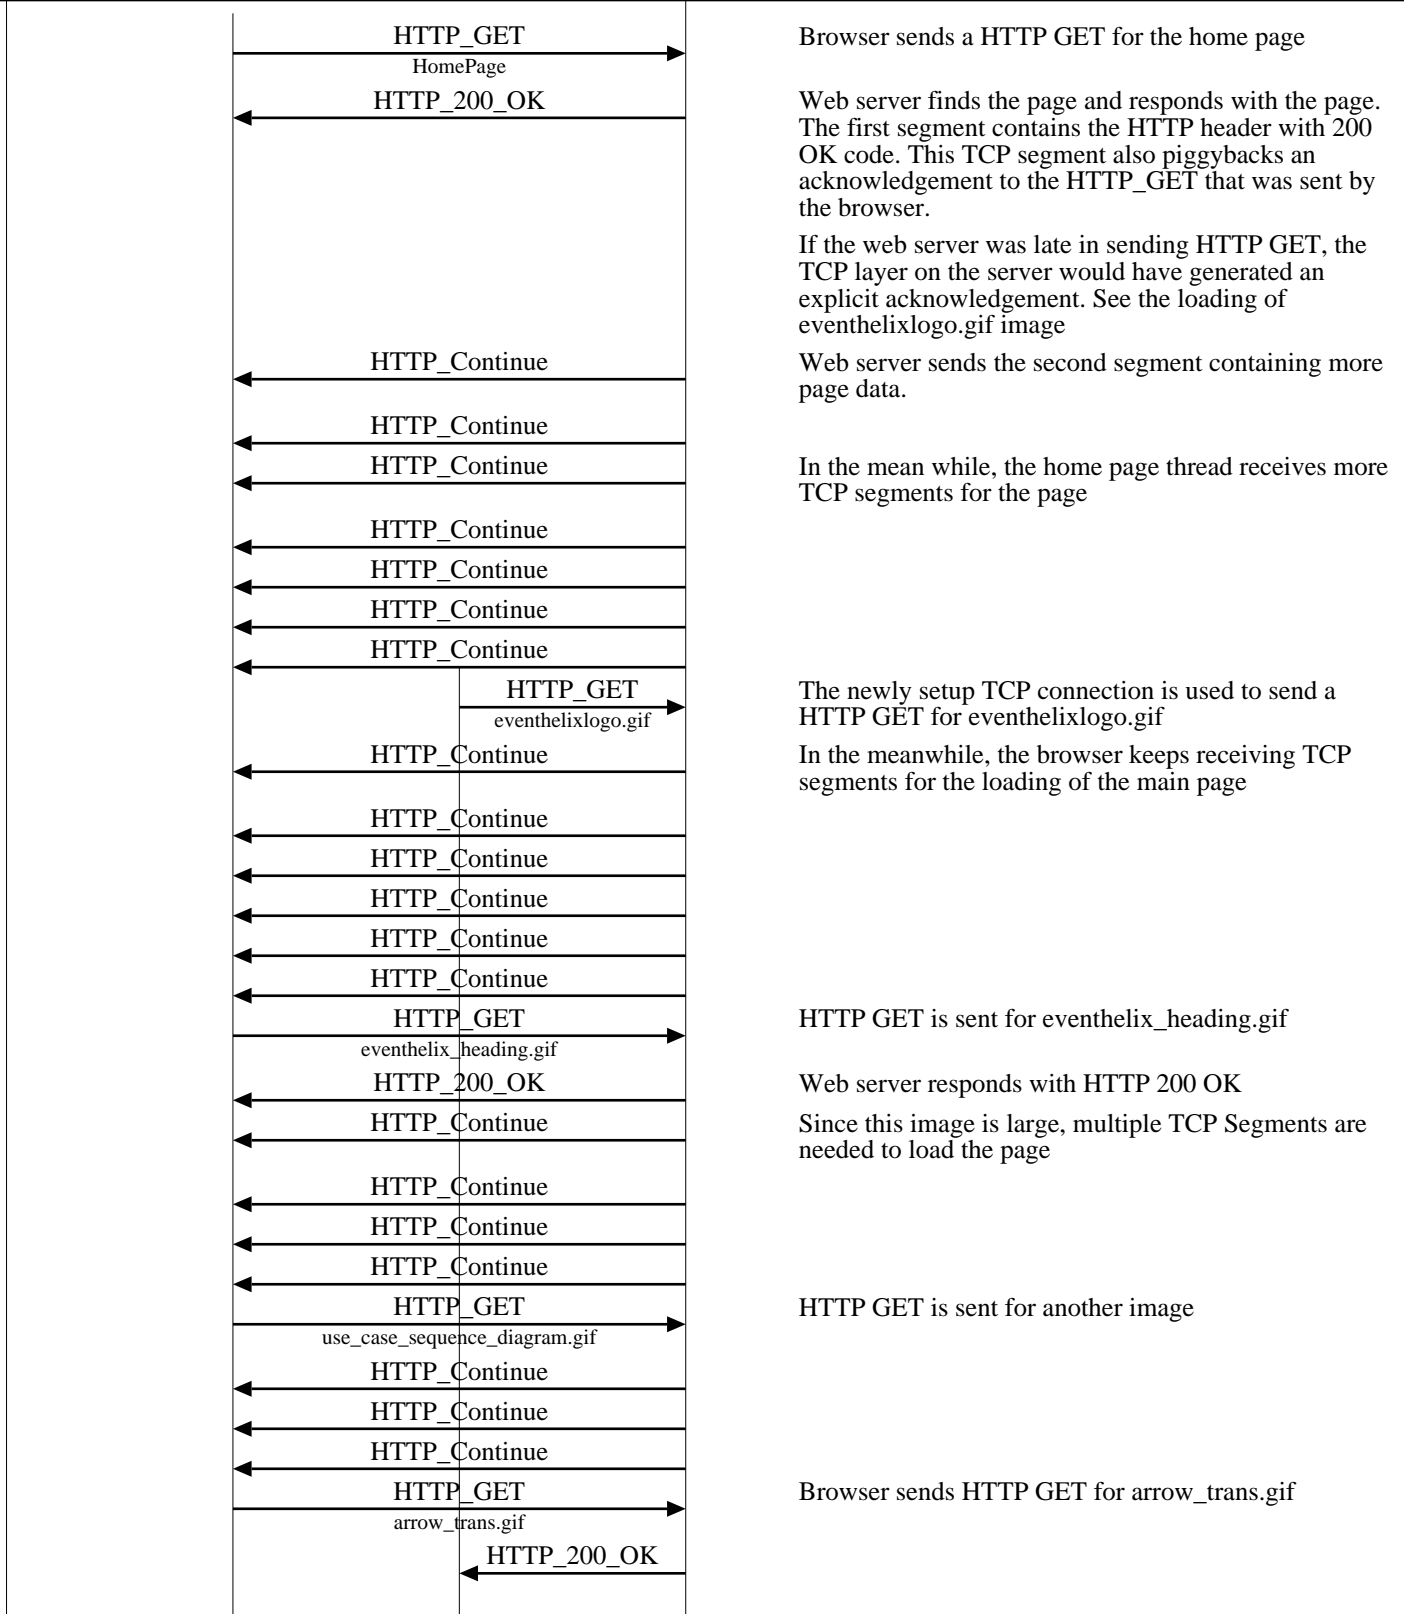 HTTP_GET
Browser sends a HTTP GET for the home page
HomePage
HTTP_200_OK
Web server finds the page and responds with the page.
The first segment contains the HTTP header with 200
OK code. This TCP segment also piggybacks an
acknowledgement to the HTTP_GET that was sent by
the browser.
If the web server was late in sending HTTP GET, the
TCP layer on the server would have generated an
explicit acknowledgement. See the loading of
eventhelixlogo.gif image
HTTP_Continue
Web server sends the second segment containing more
page data.
HTTP_Continue
HTTP_Continue
In the mean while, the home page thread receives more
TCP segments for the page
HTTP_Continue
HTTP_Continue
HTTP_Continue
HTTP_Continue
HTTP_GET
eventhelixlogo.gif
The newly setup TCP connection is used to send a
HTTP GET for eventhelixlogo.gif
HTTP_Continue
In the meanwhile, the browser keeps receiving TCP
segments for the loading of the main page
HTTP_Continue
HTTP_Continue
HTTP_Continue
HTTP_Continue
HTTP_Continue
HTTP_GET
HTTP GET is sent for eventhelix_heading.gif
eventhelix_heading.gif
HTTP_200_OK
Web server responds with HTTP 200 OK
HTTP_Continue
Since this image is large, multiple TCP Segments are
needed to load the page
HTTP_Continue
HTTP_Continue
HTTP_Continue
HTTP_GET
HTTP GET is sent for another image
use_case_sequence_diagram.gif
HTTP_Continue
HTTP_Continue
HTTP_Continue
HTTP_GET
Browser sends HTTP GET for arrow_trans.gif
arrow_trans.gif
HTTP_200_OK